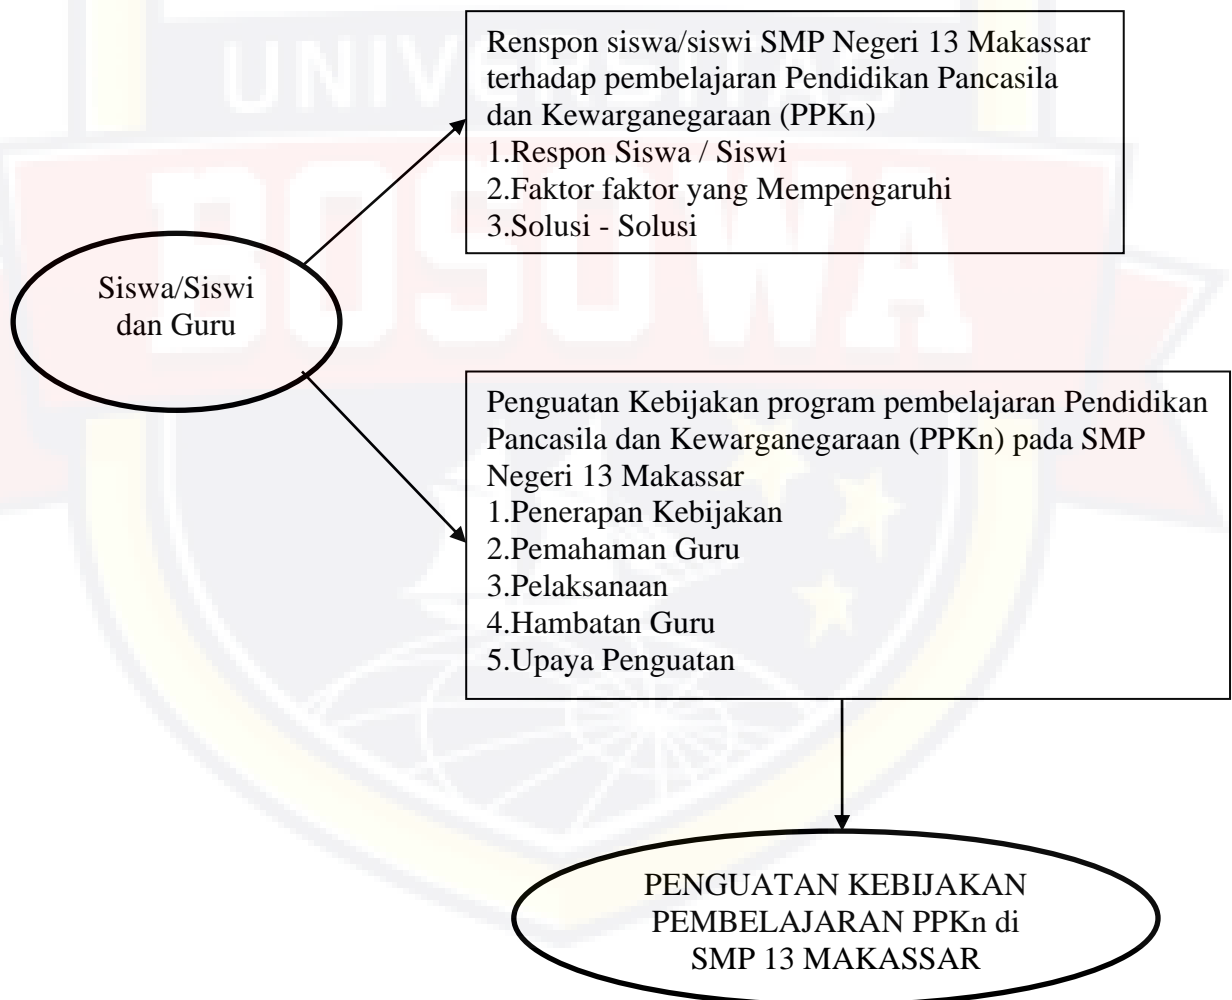 UNIVERSITAS
BOSOWA
Renspon siswa/siswi SMP Negeri 13 Makassar
terhadap pembelajaran Pendidikan Pancasila
dan Kewarganegaraan (PPKn)
1.Respon Siswa / Siswi
2.Faktor faktor yang Mempengaruhi
3.Solusi - Solusi
Siswa/Siswi
dan Guru
Penguatan Kebijakan program pembelajaran Pendidikan
Pancasila dan Kewarganegaraan (PPKn) pada SMP
Negeri 13 Makassar
1.Penerapan Kebijakan
2.Pemahaman Guru
3.Pelaksanaan
4.Hambatan Guru
5.Upaya Penguatan
PENGUATAN KEBIJAKAN
PEMBELAJARAN PPKn di
SMP 13 MAKASSAR